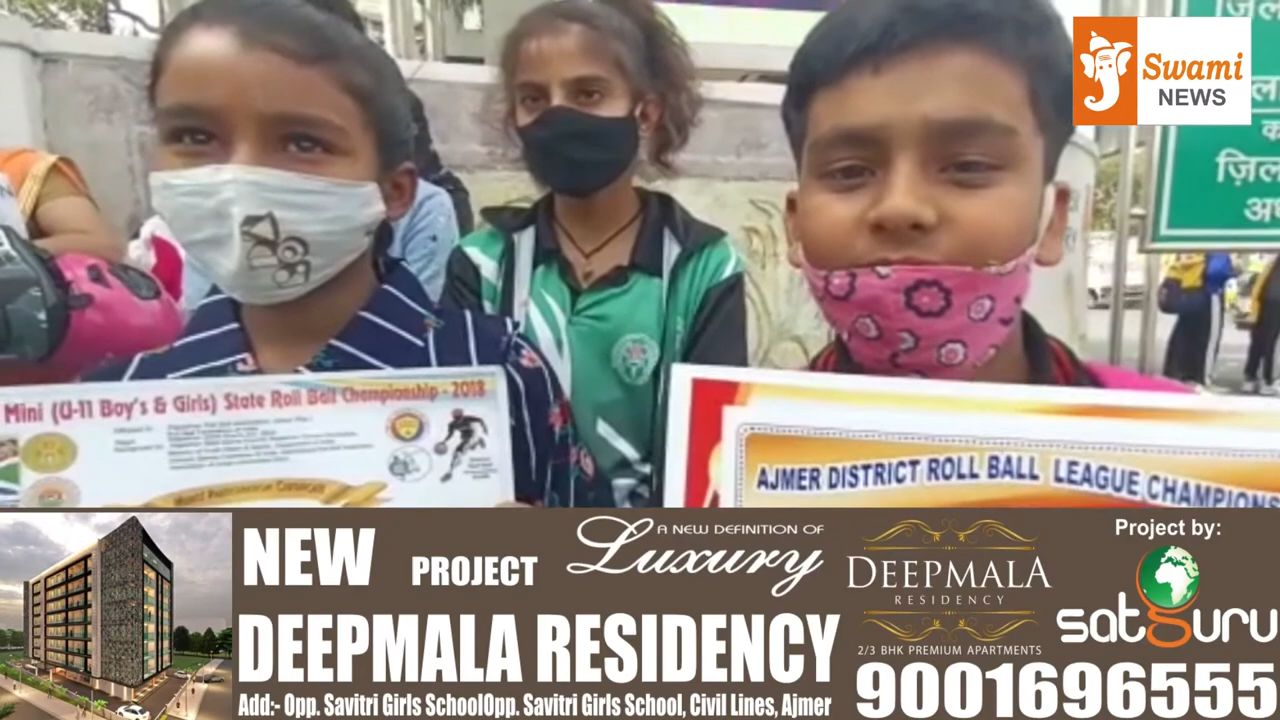 Swami
NEWS
ज़िल
Mini (U-11 Boy's & Girls) State Roll Ball Championship - 2018
AJMER DISTRICT ROLL BALL LEAGUE CHAMPIONS
NEW PROJECT
A NEW DEFINITION OF
Luxury
DEEPMALA RESIDENCY
Add:- Opp. Savitri Girls SchoolOpp. Savitri Girls School, Civil Lines, Ajmer
DEEPMALA
RESIDENCY
2/3 BHK PREMIUM APARTMENTS
Project by:
satguru
9001696555